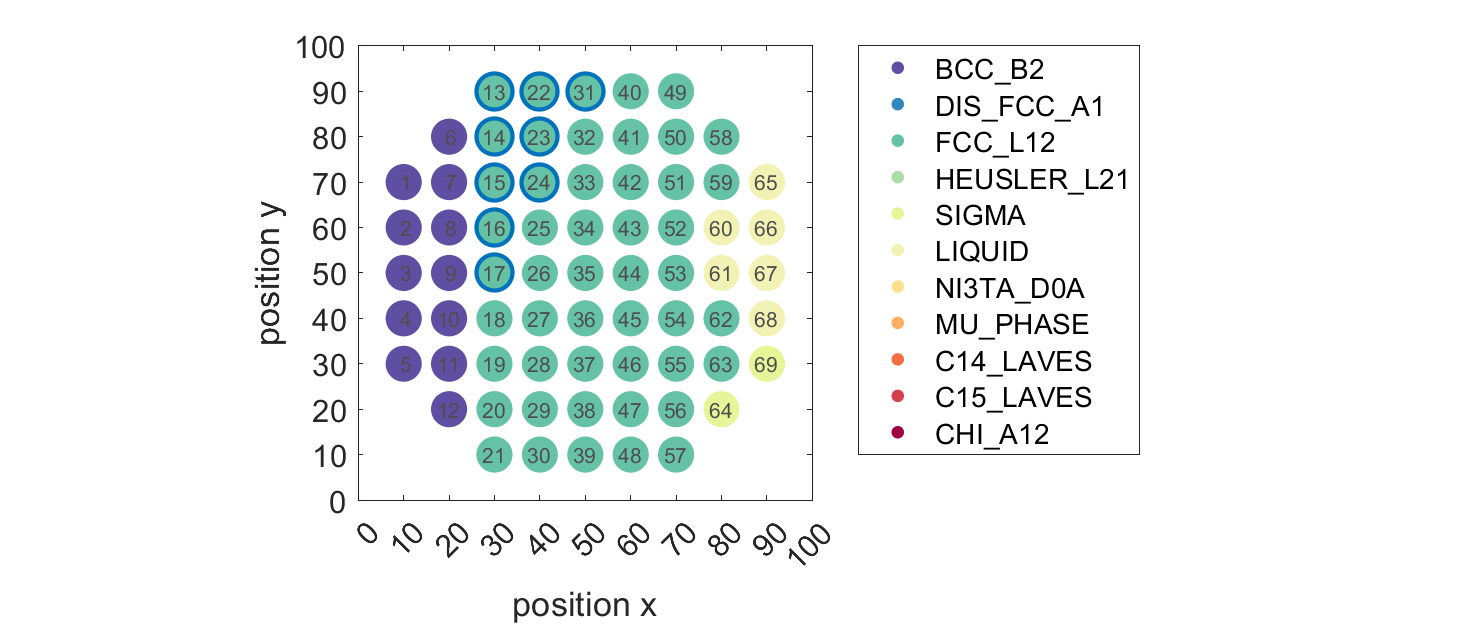 100
90
80
70
60
50
40
30
20
10
0
13 22 31 40 49
6 14 23 32 41 50 58
1 7 15 24 33 42 51 59 65
2 8 16 25 34 43 52 60 66
3 9 17 26 35 44 53 61 67
4 10 18 27 36 45 54 62 68
5 11 19 28 37 46 55 63 69
12 20 29 38 47 56 64
21 30 39 48 57
0 10 20 30 40 50 60 70 80 90 100
position x
position y
BCC_B2
DIS_FCC_A1
FCC_L12
HEUSLER_L21
SIGMA
LIQUID
NI3TA_D0A
MU_PHASE
C14_LAVES
C15_LAVES
CHI_A12